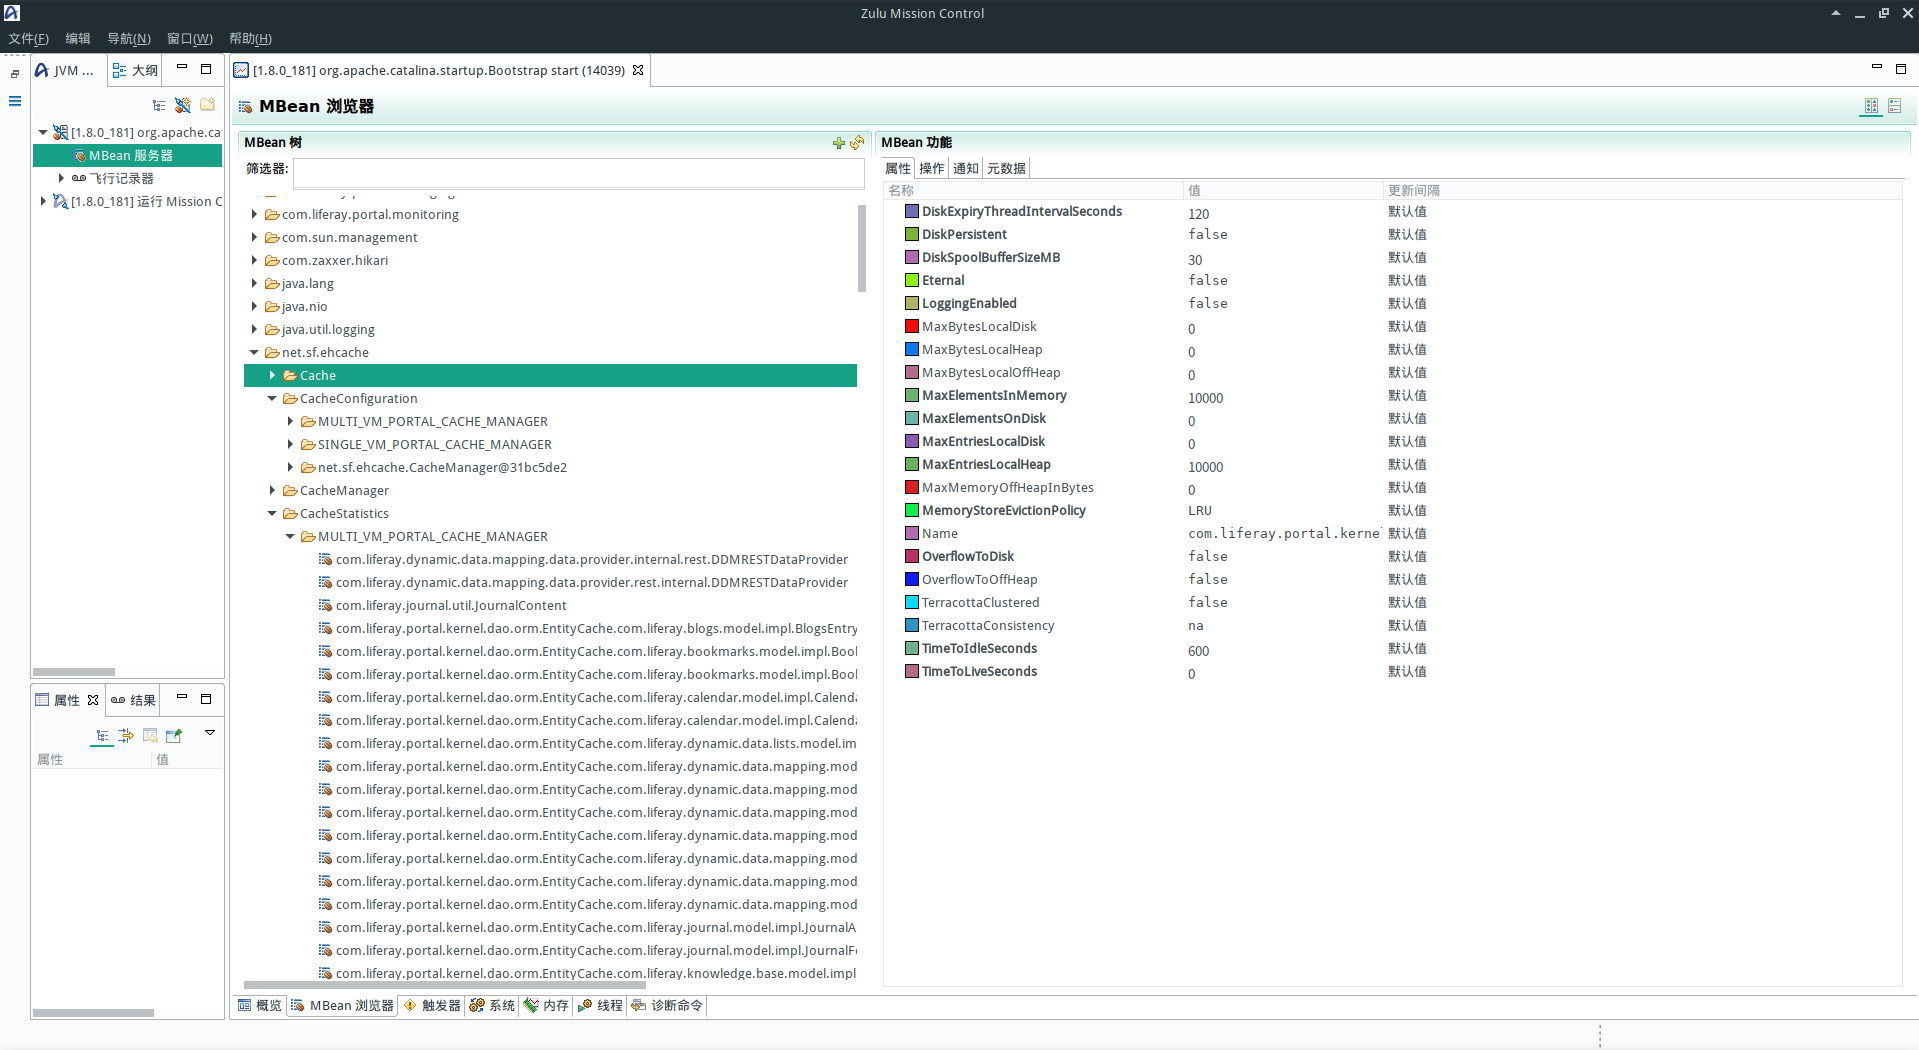 Zulu Mission Control
文件(F) 编辑 导航(N) 窗口(W) 帮助(H)
JVM ... 大纲
[1.8.0_181] org.apache.ca
MBean 服务器
飞行记录器
[1.8.0_181] 运行 Mission C
属性 结果
属性 值
[1.8.0_181] org.apache.catalina.startup.Bootstrap start (14039)
MBean 浏览器
MBean 树
筛选器:
com.liferay.portal.monitoring
com.sun.management
com.zaxxer.hikari
java.lang
java.nio
java.util.logging
net.sf.ehcache
Cache
CacheConfiguration
MULTI_VM_PORTAL_CACHE_MANAGER
SINGLE_VM_PORTAL_CACHE_MANAGER
net.sf.ehcache.CacheManager@31bc5de2
CacheManager
CacheStatistics
MULTI_VM_PORTAL_CACHE_MANAGER
com.liferay.dynamic.data.mapping.data.provider.internal.rest.DDMRESTDataProvider
com.liferay.dynamic.data.mapping.data.provider.rest.internal.DDMRESTDataProvider
com.liferay.journal.util.JournalContent
com.liferay.portal.kernel.dao.orm.EntityCache.com.liferay.blogs.model.impl.BlogsEntry
com.liferay.portal.kernel.dao.orm.EntityCache.com.liferay.bookmarks.model.impl.Bool
com.liferay.portal.kernel.dao.orm.EntityCache.com.liferay.bookmarks.model.impl.Bool
com.liferay.portal.kernel.dao.orm.EntityCache.com.liferay.calendar.model.impl.Calenda
com.liferay.portal.kernel.dao.orm.EntityCache.com.liferay.calendar.model.impl.Calenda
com.liferay.portal.kernel.dao.orm.EntityCache.com.liferay.dynamic.data.lists.model.im
com.liferay.portal.kernel.dao.orm.EntityCache.com.liferay.dynamic.data.mapping.mod
com.liferay.portal.kernel.dao.orm.EntityCache.com.liferay.dynamic.data.mapping.mod
com.liferay.portal.kernel.dao.orm.EntityCache.com.liferay.dynamic.data.mapping.mod
com.liferay.portal.kernel.dao.orm.EntityCache.com.liferay.dynamic.data.mapping.mod
com.liferay.portal.kernel.dao.orm.EntityCache.com.liferay.dynamic.data.mapping.mod
com.liferay.portal.kernel.dao.orm.EntityCache.com.liferay.dynamic.data.mapping.mod
com.liferay.portal.kernel.dao.orm.EntityCache.com.liferay.dynamic.data.mapping.mod
com.liferay.portal.kernel.dao.orm.EntityCache.com.liferay.journal.model.impl.JournalA
com.liferay.portal.kernel.dao.orm.EntityCache.com.liferay.journal.model.impl.JournalF
com.liferay.portal.kernel.dao.orm.EntityCache.com.liferay.knowledge.base.model.impl
MBean 功能
属性 操作 通知 元数据
名称 值 更新间隔
DiskExpiryThreadIntervalSeconds 120 默认值
DiskPersistent false 默认值
DiskSpoolBufferSizeMB 30 默认值
Eternal false 默认值
LoggingEnabled false 默认值
MaxBytesLocalDisk 0 默认值
MaxBytesLocalHeap 0 默认值
MaxBytesLocalOffHeap 0 默认值
MaxElementsInMemory 10000 默认值
MaxElementsOnDisk 0 默认值
MaxEntriesLocalDisk 0 默认值
MaxEntriesLocalHeap 10000 默认值
MaxMemoryOffHeapInBytes 0 默认值
MemoryStoreEvictionPolicy LRU 默认值
Name com.liferay.portal.kerne 默认值
OverflowToDisk false 默认值
OverflowToOffHeap false 默认值
TerracottaClustered false 默认值
TerracottaConsistency na 默认值
TimeToIdleSeconds 600 默认值
TimeToLiveSeconds 0 默认值
概览 MBean 浏览器 触发器 系统 内存 线程 诊断命令